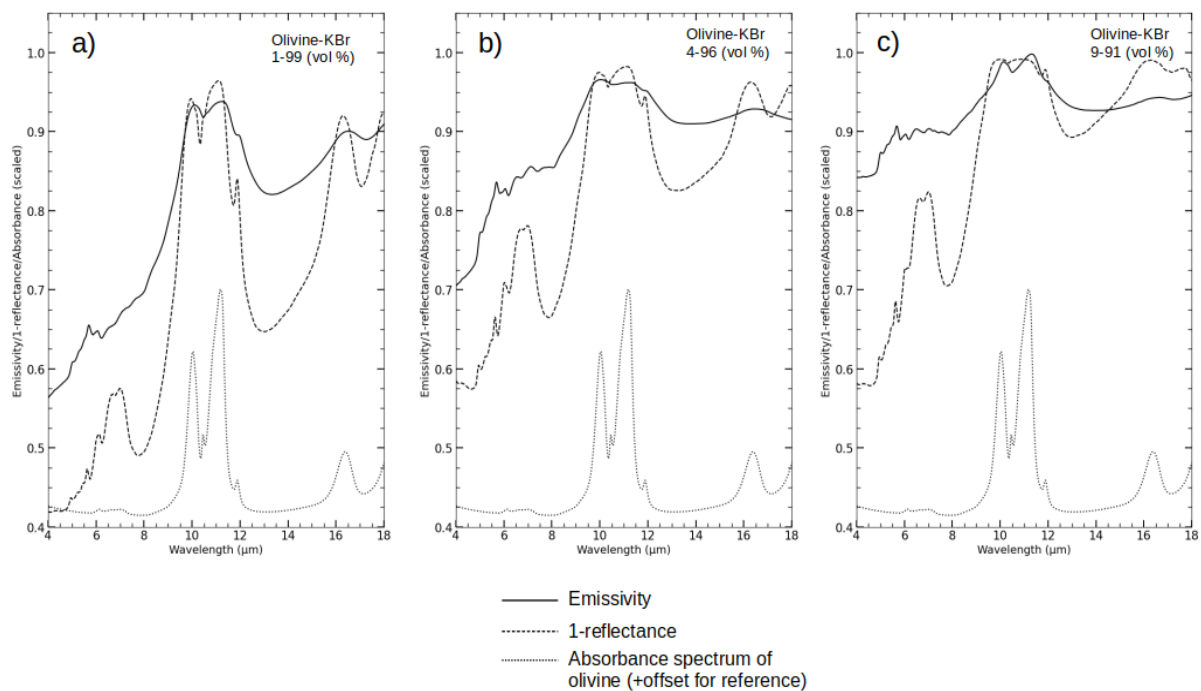 a)
Olivine-KBr
1-99 (vol %)
Emissivity/1-reflectance/Absorbance (scaled)
1.0
0.9
0.8
0.7
0.6
0.5
0.4
4 6 8 10 12 14 16 18
Wavelength (μm)
b)
Olivine-KBr
4-96 (vol %)
Emissivity/1-reflectance/Absorbance (scaled)
1.0
0.9
0.8
0.7
0.6
0.5
0.4
4 6 8 10 12 14 16 18
Wavelength (μm)
c)
Olivine-KBr
9-91 (vol %)
Emissivity/1-reflectance/Absorbance (scaled)
1.0
0.9
0.8
0.7
0.6
0.5
0.4
4 6 8 10 12 14 16 18
Wavelength (μm)
Emissivity
1-reflectance
Absorbance spectrum of
olivine (+offset for reference)